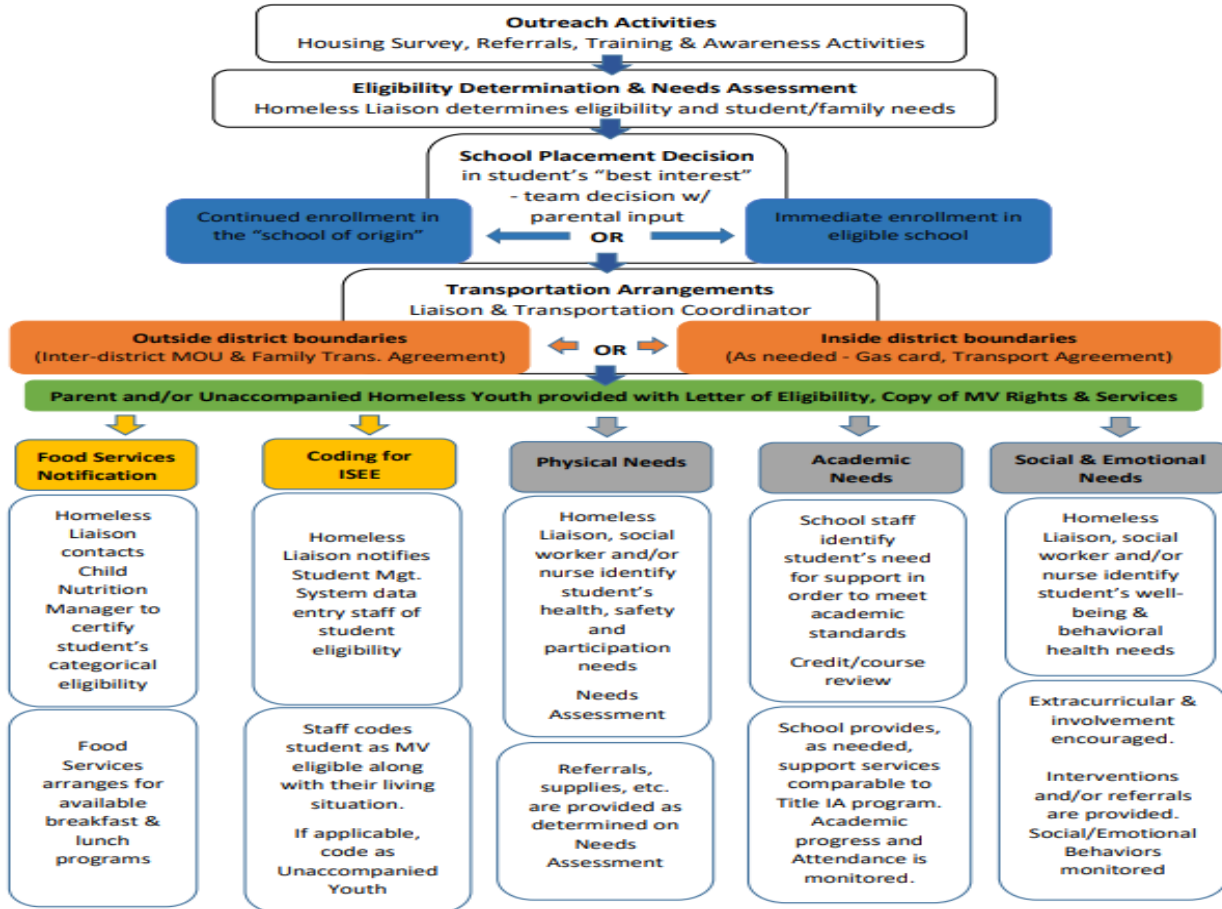 Outreach Activities
Housing Survey, Referrals, Training & Awareness Activities
Eligibility Determination & Needs Assessment
Homeless Liaison determines eligibility and student/family needs
School Placement Decision
in student's “best interest”
- team decision w/
parental input
Continued enrollment in
the “school of origin”
OR
Immediate enrollment in
eligible school
Transportation Arrangements
Liaison & Transportation Coordinator
Outside district boundaries
(Inter-district MOU & Family Trans. Agreement)
OR
Inside district boundaries
(As needed - Gas card, Transport Agreement)
Parent and/or Unaccompanied Homeless Youth provided with Letter of Eligibility, Copy of MV Rights & Services
Food Services
Notification
Homeless
Liaison
contacts
Child
Nutrition
Manager to
certify
student's
categorical
eligibility
Food
Services
arranges for
available
breakfast &
lunch
programs
Coding for
ISEE
Homeless
Liaison notifies
Student Mgt.
System data
entry staff of
student
eligibility
Staff codes
student as MV
eligible along
with their living
situation.
If applicable,
code as
Unaccompanied
Youth
Physical Needs
Homeless
Liaison, social
worker and/or
nurse identify
student's
health, safety
and
participation
needs
Needs
Assessment
Referrals,
supplies, etc.
are provided as
determined on
Needs
Assessment
Academic
Needs
School staff
identify
student's need
for support in
order to meet
academic
standards
Credit/course
review
School provides,
as needed,
support services
comparable to
Title IA program.
Academic
progress and
Attendance is
monitored.
Social & Emotional
Needs
Homeless
Liaison, social
worker and/or
nurse identify
student's well-
being &
behavioral
health needs
Extracurricular &
involvement
encouraged.
Interventions
and/or referrals
are provided.
Social/Emotional
Behaviors
monitored